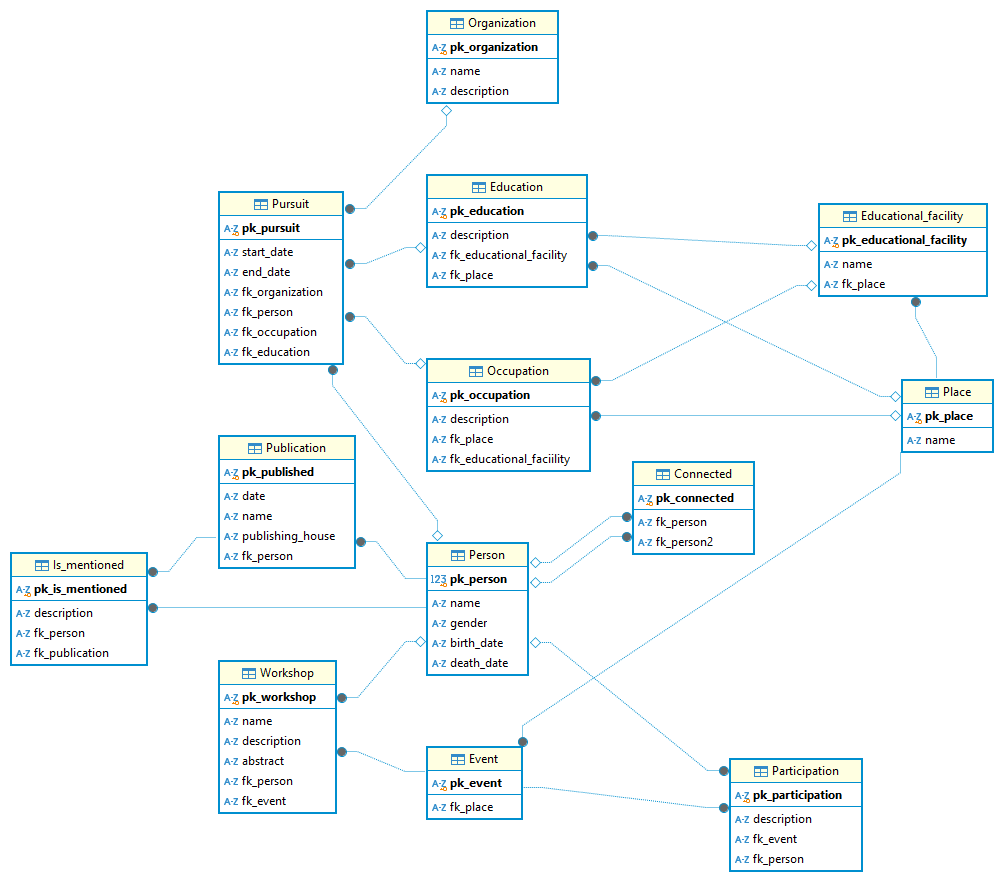 Organization
A-Z pk_organization
A-Z name
A-Z description
Education
A-Z pk_education
A-Z description
A-Z fk_educational_facility
A-Z fk_place
Pursuit
A-Z pk_pursuit
A-Z start_date
A-Z end_date
A-Z fk_organization
A-Z fk_person
A-Z fk_occupation
A-Z fk_education
Educational_facility
A-Z pk_educational_facility
A-Z name
A-Z fk_place
Occupation
A-Z pk_occupation
A-Z description
A-Z fk_place
A-Z fk_educational_faciility
Place
A-Z pk_place
A-Z name
Publication
A-Z pk_published
A-Z date
A-Z name
A-Z publishing_house
A-Z fk_person
Connected
A-Z pk_connected
A-Z fk_person
A-Z fk_person2
Person
123 pk_person
A-Z name
A-Z gender
A-Z birth_date
A-Z death_date
Is_mentioned
A-Z pk_is_mentioned
A-Z description
A-Z fk_person
A-Z fk_publication
Workshop
A-Z pk_workshop
A-Z name
A-Z description
A-Z abstract
A-Z fk_person
A-Z fk_event
Event
A-Z pk_event
A-Z fk_place
Participation
A-Z pk_participation
A-Z description
A-Z fk_event
A-Z fk_person